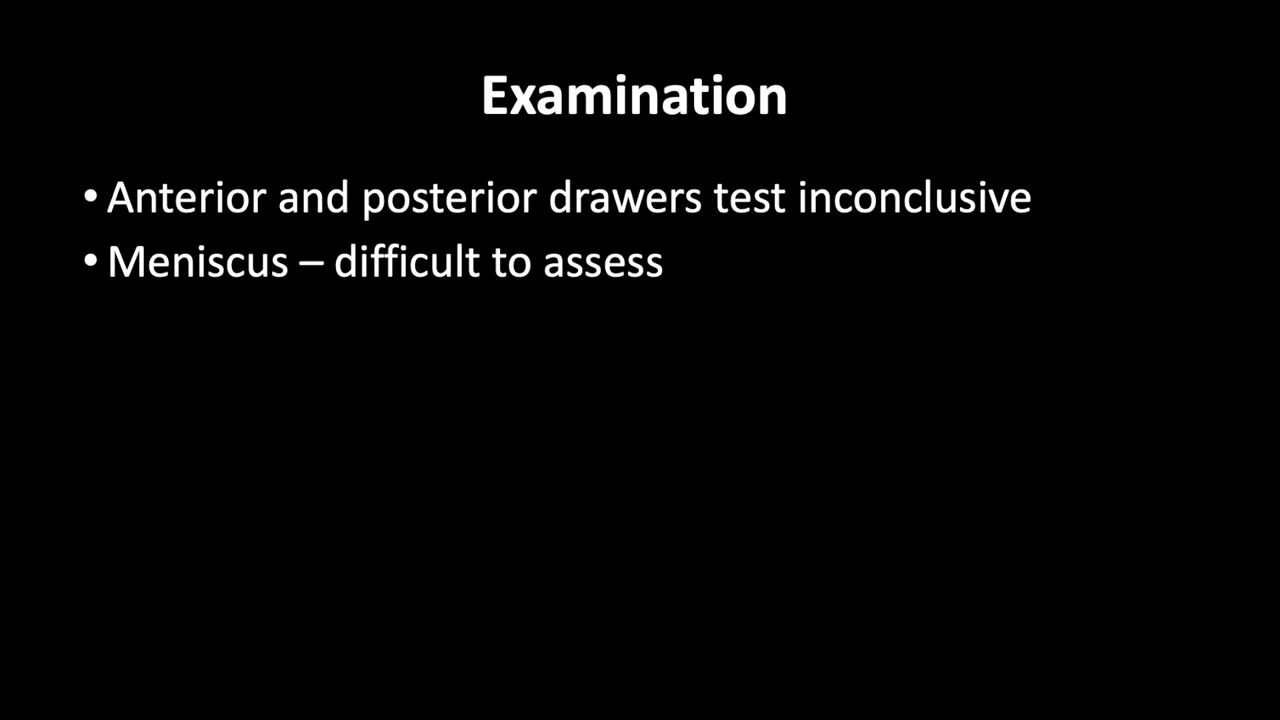 Examination
• Anterior and posterior drawers test inconclusive
• Meniscus – difficult to assess